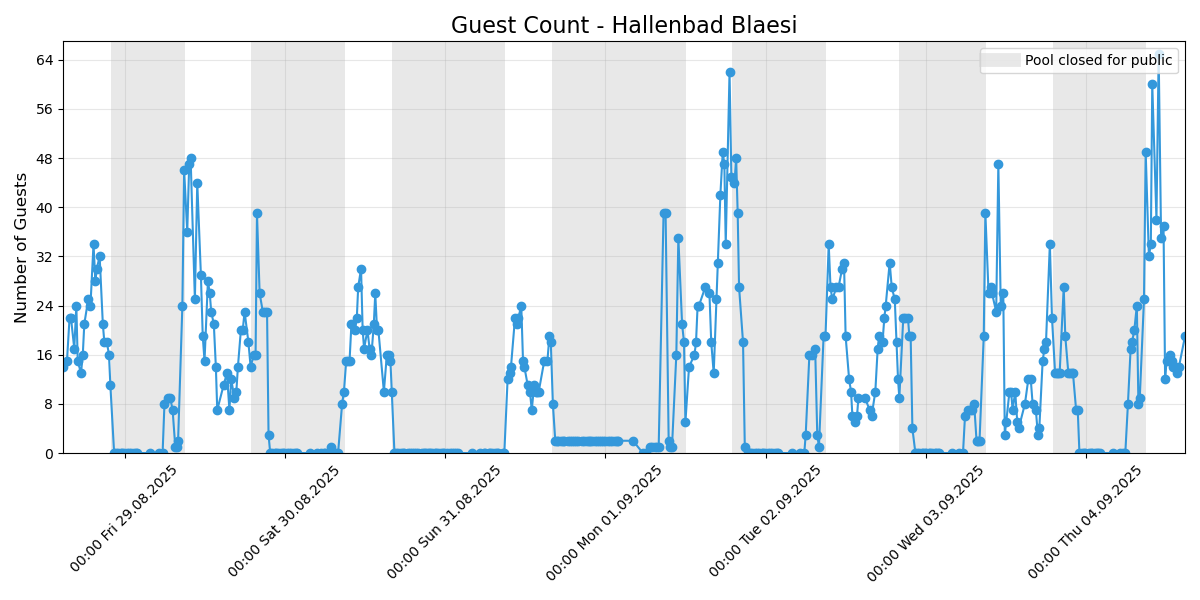 Guest Count - Hallenbad Blaesi
Pool closed for public
Number of Guests
64
56
48
40
32
24
16
8
0
00:00 Fri 29.08.2025
00:00 Sat 30.08.2025
00:00 Sun 31.08.2025
00:00 Mon 01.09.2025
00:00 Tue 02.09.2025
00:00 Wed 03.09.2025
00:00 Thu 04.09.2025